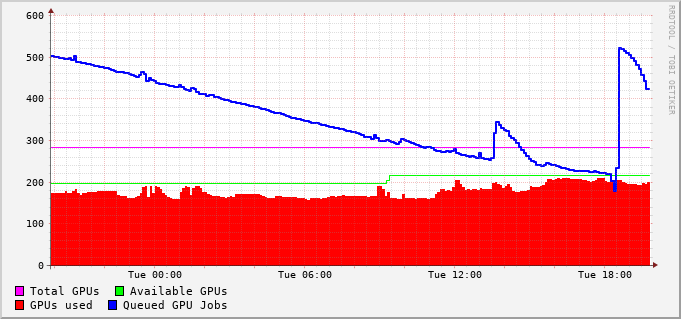 600
500
400
300
200
100
0
Tue 00:00 Tue 06:00 Tue 12:00 Tue 18:00
Total GPUs Available GPUs
GPUs used Queued GPU Jobs
RRDTOOL / TOBI OETIKER